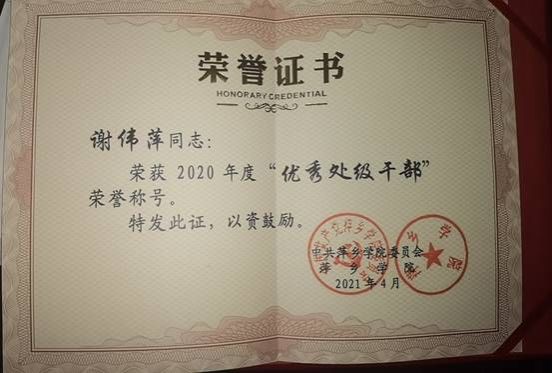 荣誉证书
HONORARY CREDENTIAL
谢伟萍同志：
荣获 2020 年度“优秀处级干部”
荣誉称号。
特发此证，以资鼓励。
中共萍乡学院委员会
萍乡学院
2021 年 4 月